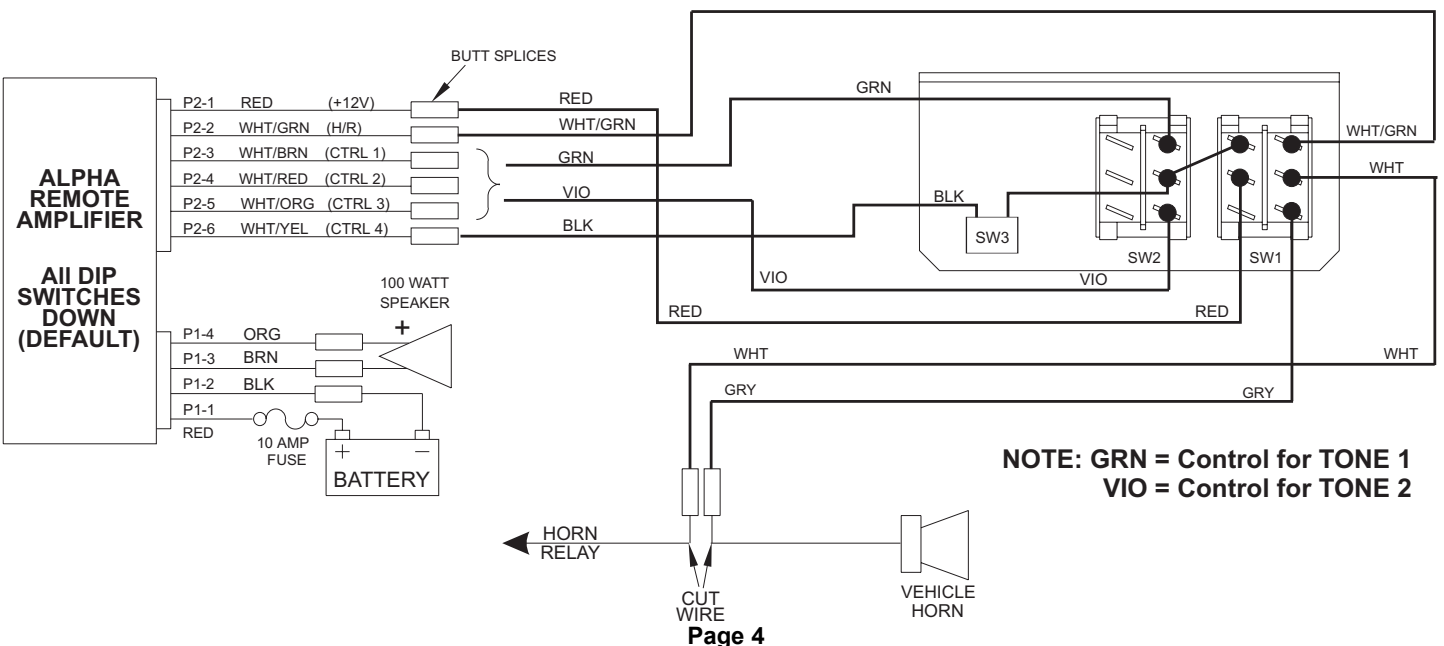 BUTT SPLICES
ALPHA
REMOTE
AMPLIFIER
All DIP
SWITCHES
DOWN
(DEFAULT)
P2-1 RED (+12V)
P2-2 WHT/GRN (H/R)
P2-3 WHT/BRN (CTRL 1)
P2-4 WHT/RED (CTRL 2)
P2-5 WHT/ORG (CTRL 3)
P2-6 WHT/YEL (CTRL 4)
RED
WHT/GRN
GRN
VIO
BLK
GRN
WHT/GRN
WHT
BLK
SW3
SW2
SW1
VIO
VIO
RED
RED
100 WATT
SPEAKER
+
P1-4 ORG
P1-3 BRN
P1-2 BLK
P1-1
RED
10 AMP
FUSE
+ –
BATTERY
WHT
WHT
GRY
GRY
NOTE: GRN = Control for TONE 1
VIO = Control for TONE 2
HORN
RELAY
CUT
WIRE
VEHICLE
HORN
Page 4